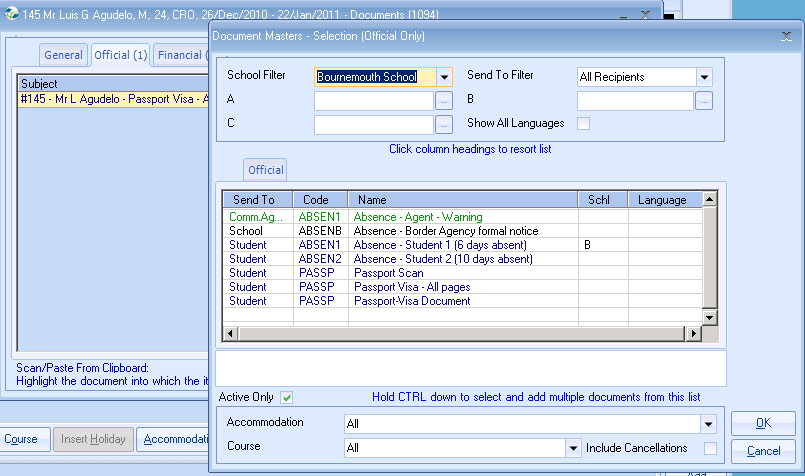 145 Mr Luis G Agudelo, M, 24, CRO, 26/Dec/2010 - 22/Jan/2011 - Documents (1094)
General Official (1) Financial (
Subject
#145 - Mr L Agudelo - Passport Visa - A
Scan/Paste From Clipboard:
Highlight the document into which the it
Course Insert Holiday Accommodati
Document Masters - Selection (Official Only)
School Filter Bournemouth School Send To Filter All Recipients
A ... B ...
C ... Show All Languages
Click column headings to resort list
Official
Send To Code Name Schl Language
Comm.Ag... ABSEN1 Absence - Agent - Warning
School ABSENB Absence - Border Agency formal notice
Student ABSEN1 Absence - Student 1 (6 days absent) B
Student ABSEN2 Absence - Student 2 (10 days absent)
Student PASSP Passport Scan
Student PASSP Passport Visa - All pages
Student PASSP Passport-Visa Document
Active Only Hold CTRL down to select and add multiple documents from this list
Accommodation All OK
Course All Include Cancellations Cancel
Add